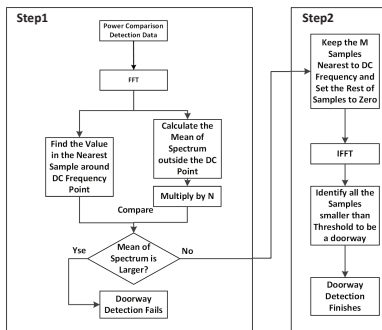 Step1
Power Comparison
Detection Data
FFT
Find the Value
in the Nearest
Sample around
DC Frequency
Point
Calculate the
Mean of
Spectrum
outside the DC
Point
Multiply by N
Compare
Yse
Mean of
Spectrum is
Larger?
No
Doorway
Detection Fails
Step2
Keep the M
Samples
Nearest to DC
Frequency and
Set the Rest of
Samples to Zero
IFFT
Identify all the
Samples
smaller than
Threshold to be
a doorway
Doorway
Detection
Finishes